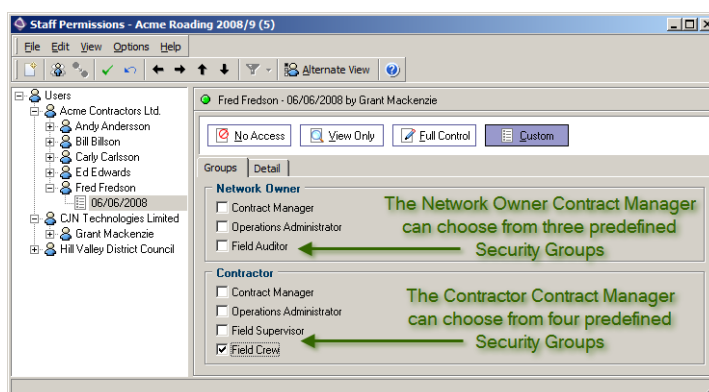 Staff Permissions - Acme Roading 2008/9 (5)
File Edit View Options Help
Alternate View
Users
Acme Contractors Ltd.
Andy Andersson
Bill Billson
Carly Carlsson
Ed Edwards
Fred Fredson
06/06/2008
CJN Technologies Limited
Grant Mackenzie
Hill Valley District Council
Fred Fredson - 06/06/2008 by Grant Mackenzie
No Access View Only Full Control Custom
Groups Detail
Network Owner
Contract Manager
Operations Administrator
Field Auditor
The Network Owner Contract Manager
can choose from three predefined
Security Groups
Contractor
Contract Manager
Operations Administrator
Field Supervisor
Field Crew
The Contractor Contract Manager
can choose from four predefined
Security Groups